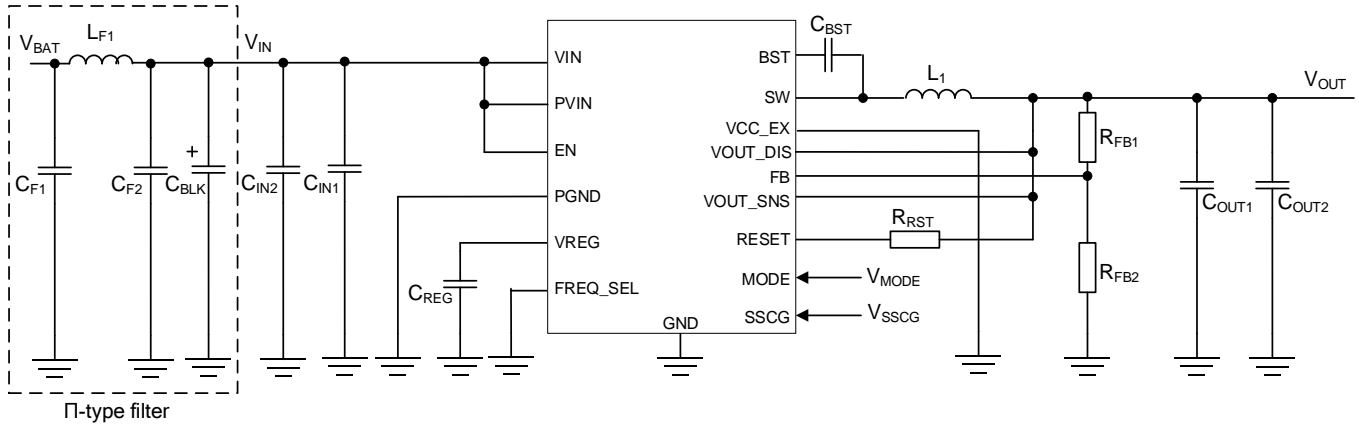 V_BAT
L_F1
V_IN
C_F1
C_F2
+
C_BLK
C_IN2
C_IN1
Π-type filter
VIN
PVIN
EN
PGND
VREG
FREQ_SEL
GND
C_REG
BST
SW
VCC_EX
VOUT_DIS
FB
VOUT_SNS
RESET
MODE
SSCG
C_BST
L_1
V_OUT
R_FB1
R_RST
R_FB2
V_MODE
V_SSCG
C_OUT1
C_OUT2